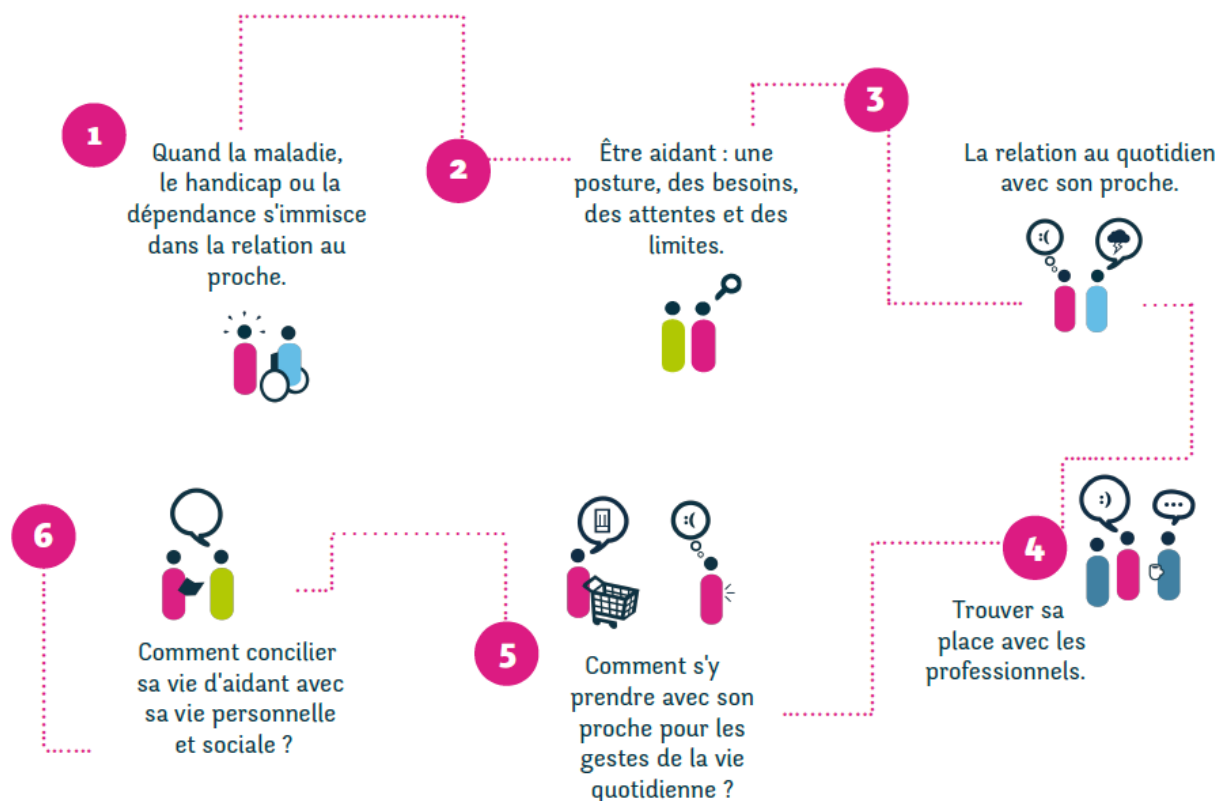 1
Quand la maladie,
le handicap ou la
dépendance s'immisce
dans la relation au
proche.
2
Être aidant : une
posture, des besoins,
des attentes et des
limites.
3
La relation au quotidien
avec son proche.
:(
4
:)
...
Trouver sa
place avec les
professionnels.
5
:(
Comment s'y
prendre avec son
proche pour les
gestes de la vie
quotidienne ?
6
Comment concilier
sa vie d'aidant avec
sa vie personnelle
et sociale ?